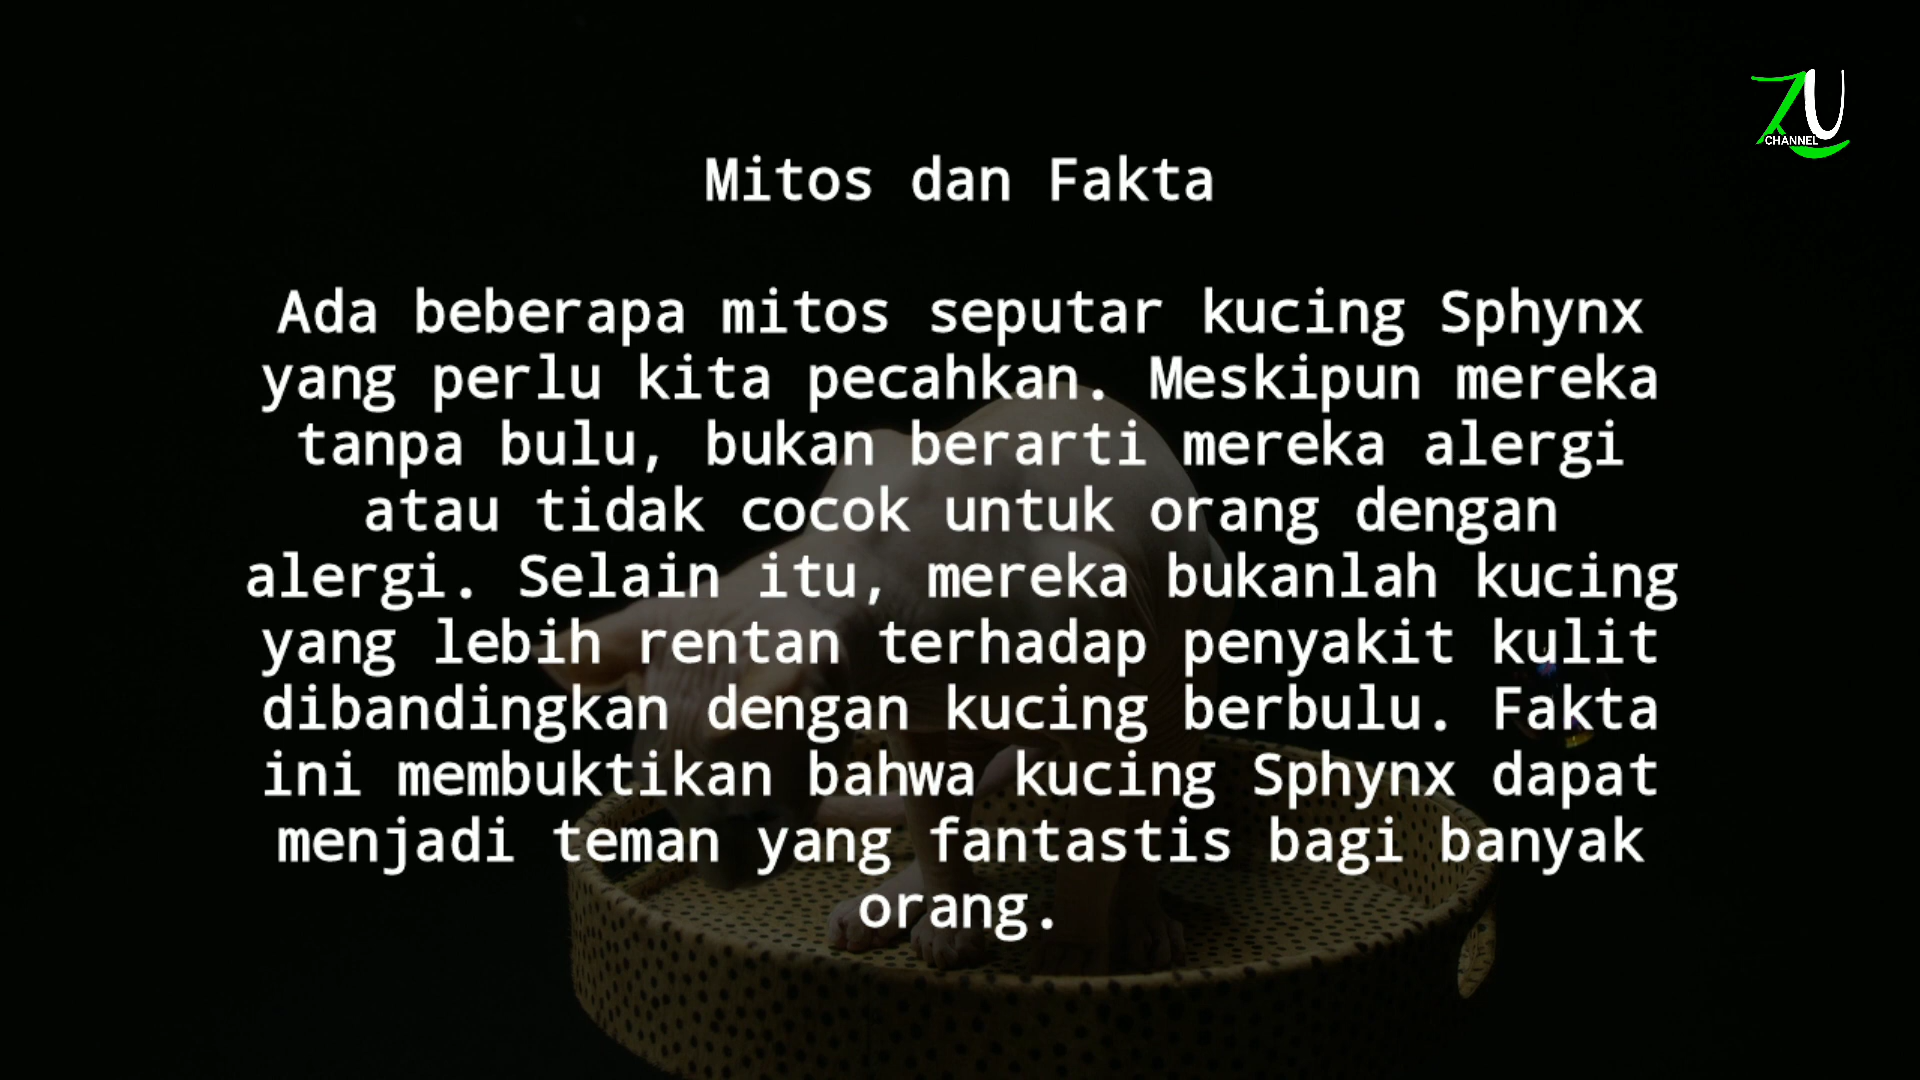 ZU
CHANNEL
Mitos dan Fakta
Ada beberapa mitos seputar kucing Sphynx
yang perlu kita pecahkan. Meskipun mereka
tanpa bulu, bukan berarti mereka alergi
atau tidak cocok untuk orang dengan
alergi. Selain itu, mereka bukanlah kucing
yang lebih rentan terhadap penyakit kulit
dibandingkan dengan kucing berbulu. Fakta
ini membuktikan bahwa kucing Sphynx dapat
menjadi teman yang fantastis bagi banyak
orang.